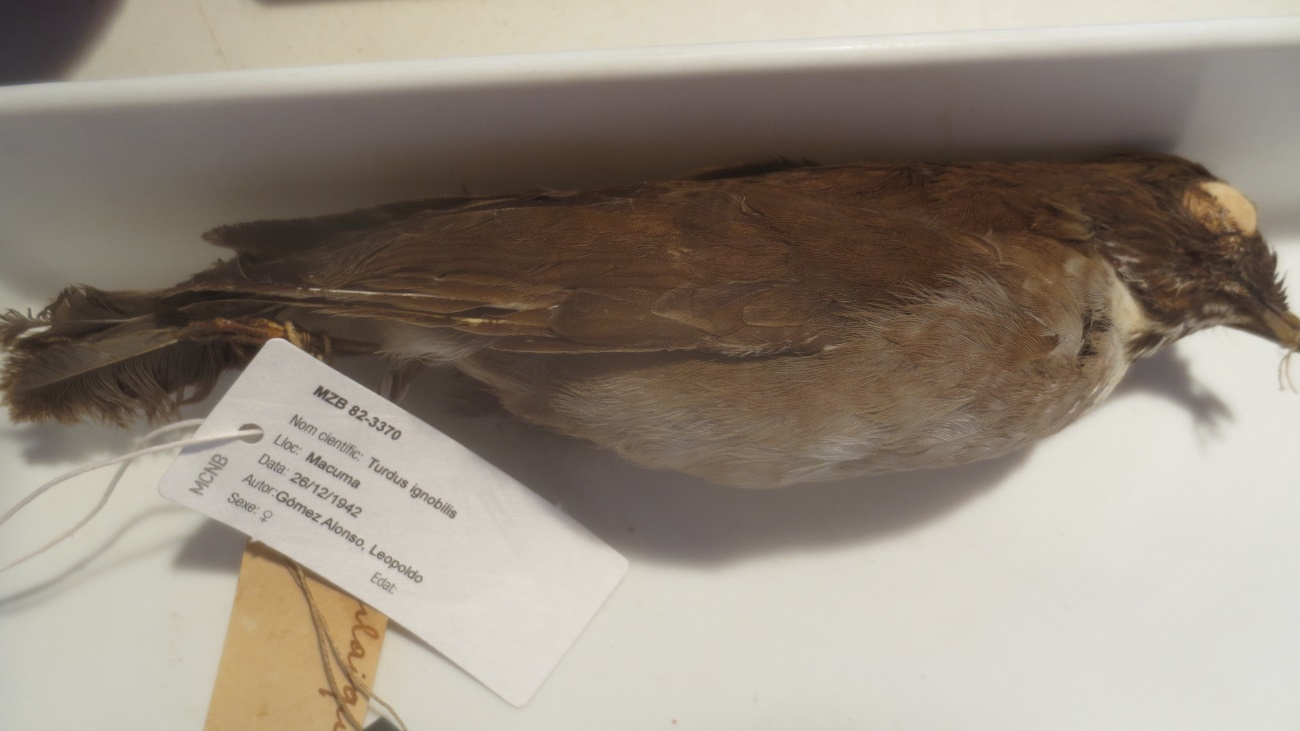 MZB 82-3370
Nom científic: Turdus ignobilis
Lloc: Macuma
Data: 26/12/1942
Autor: Gómez Alonso, Leopoldo
Sexe: ♀
Edat:
MCNB